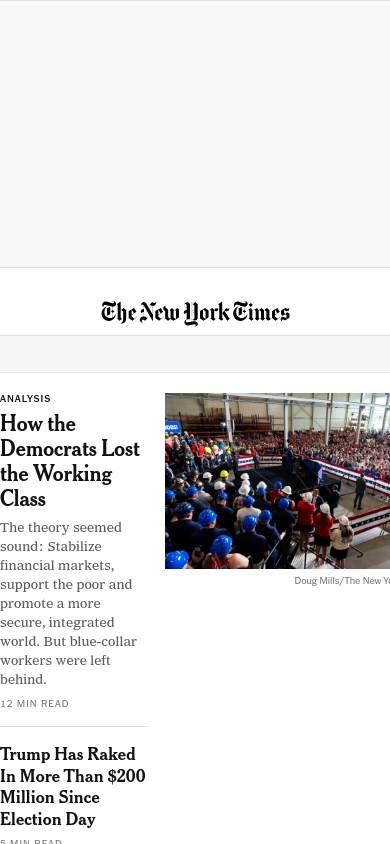 The New York Times
ANALYSIS
How the
Democrats Lost
the Working
Class
The theory seemed
sound: Stabilize
financial markets,
support the poor and
promote a more
secure, integrated
world. But blue-collar
workers were left
behind.
12 MIN READ
Doug Mills/The New Yo
Trump Has Raked
In More Than $200
Million Since
Election Day
5 MIN READ